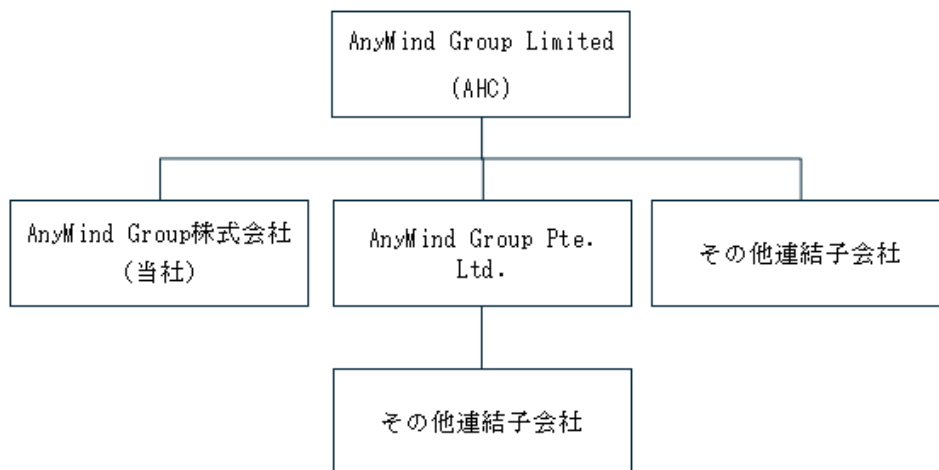 AnyMind Group Limited
(AHC)
AnyMind Group株式会社
(当社)
AnyMind Group Pte.
Ltd.
その他連結子会社
その他連結子会社